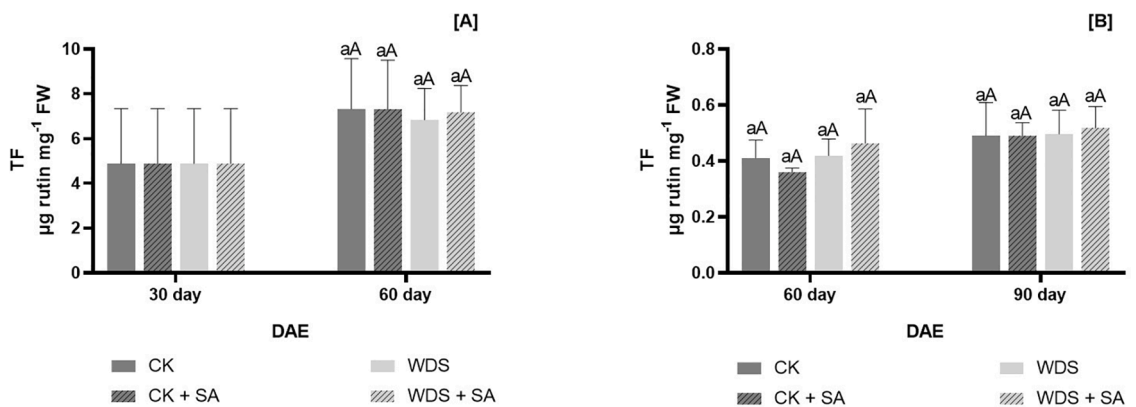 [A]
10
8
6
4
2
0
TF
µg rutin mg-1 FW
aA aA aA aA
30 day 60 day
DAE
CK WDS
CK + SA WDS + SA
[B]
0.8
0.6
0.4
0.2
0.0
TF
µg rutin mg-1 FW
aA aA aA aA aA aA aA aA
60 day 90 day
DAE
CK WDS
CK + SA WDS + SA